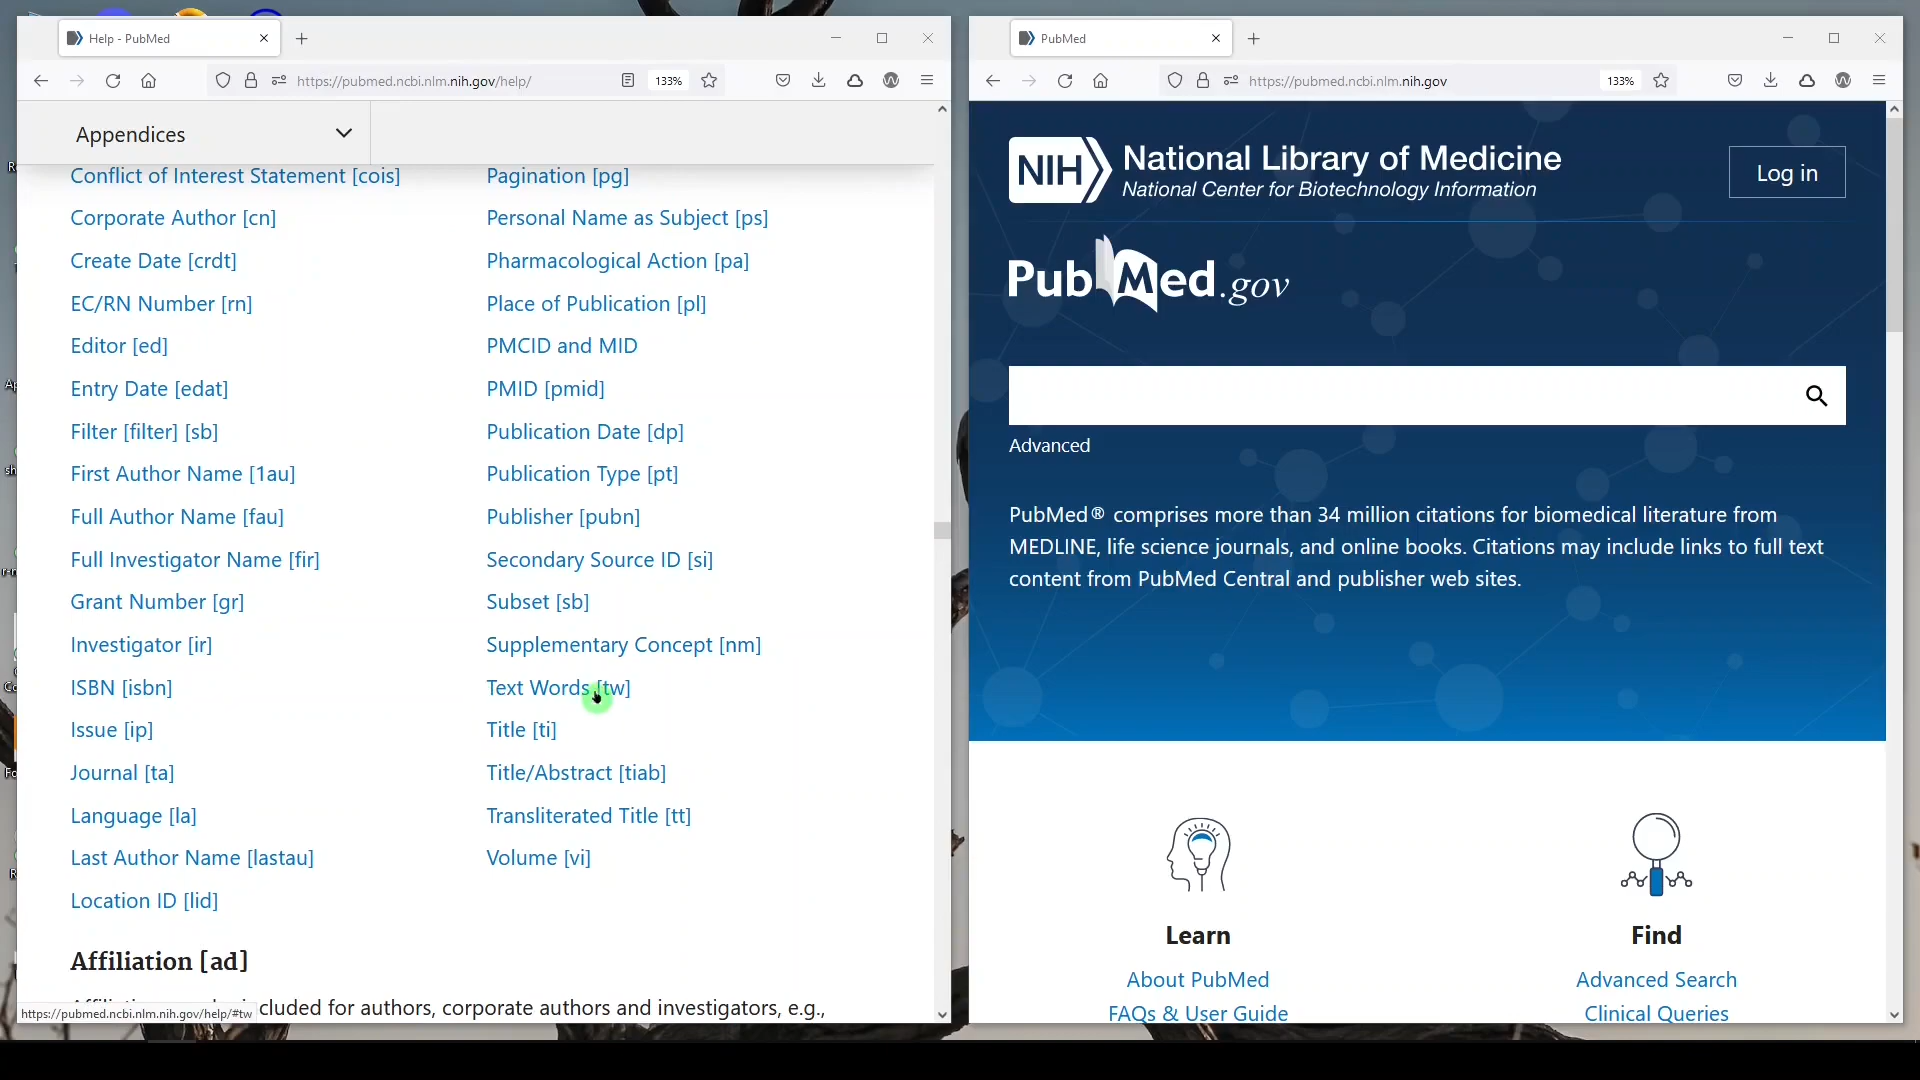 Help - PubMed
https://pubmed.ncbi.nlm.nih.gov/help/
133%
Appendices
Conflict of Interest Statement [cois]
Corporate Author [cn]
Create Date [crdt]
EC/RN Number [rn]
Editor [ed]
Entry Date [edat]
Filter [filter] [sb]
First Author Name [1au]
Full Author Name [fau]
Full Investigator Name [fir]
Grant Number [gr]
Investigator [ir]
ISBN [isbn]
Issue [ip]
Journal [ta]
Language [la]
Last Author Name [lastau]
Location ID [lid]
Pagination [pg]
Personal Name as Subject [ps]
Pharmacological Action [pa]
Place of Publication [pl]
PMCID and MID
PMID [pmid]
Publication Date [dp]
Publication Type [pt]
Publisher [pubn]
Secondary Source ID [si]
Subset [sb]
Supplementary Concept [nm]
Text Words [tw]
Title [ti]
Title/Abstract [tiab]
Transliterated Title [tt]
Volume [vi]
Affiliation [ad]
cluded for authors, corporate authors and investigators, e.g.,
https://pubmed.ncbi.nlm.nih.gov/help/#tw
PubMed
https://pubmed.ncbi.nlm.nih.gov
133%
NIH National Library of Medicine
National Center for Biotechnology Information
Log in
PubMed.gov
Advanced
PubMed® comprises more than 34 million citations for biomedical literature from
MEDLINE, life science journals, and online books. Citations may include links to full text
content from PubMed Central and publisher web sites.
Learn
About PubMed
FAQs & User Guide
Find
Advanced Search
Clinical Queries